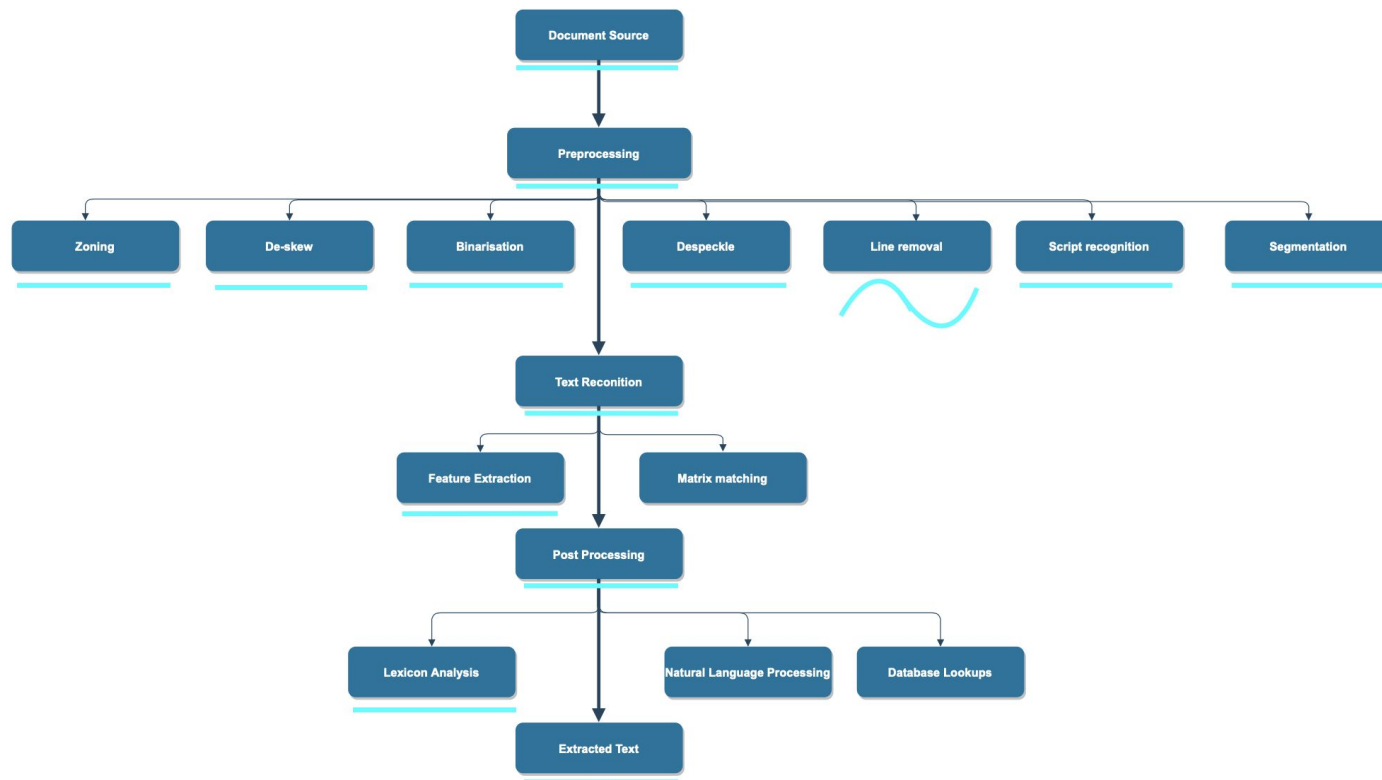 Document Source
Preprocessing
Zoning
De-skew
Binarisation
Despeckle
Line removal
Script recognition
Segmentation
Text Reconition
Feature Extraction
Matrix matching
Post Processing
Lexicon Analysis
Natural Language Processing
Database Lookups
Extracted Text